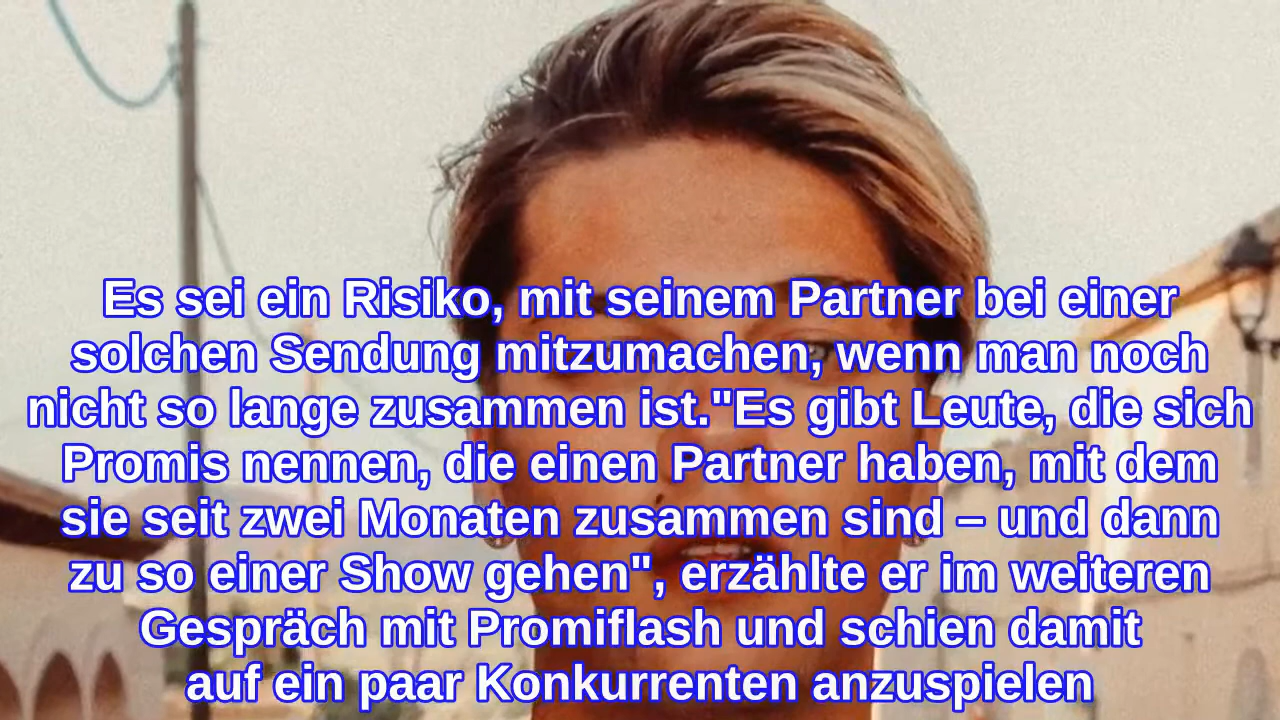 Es sei ein Risiko, mit seinem Partner bei einer
solchen Sendung mitzumachen, wenn man noch
nicht so lange zusammen ist."Es gibt Leute, die sich
Promis nennen, die einen Partner haben, mit dem
sie seit zwei Monaten zusammen sind – und dann
zu so einer Show gehen", erzählte er im weiteren
Gespräch mit Promiflash und schien damit
auf ein paar Konkurrenten anzuspielen